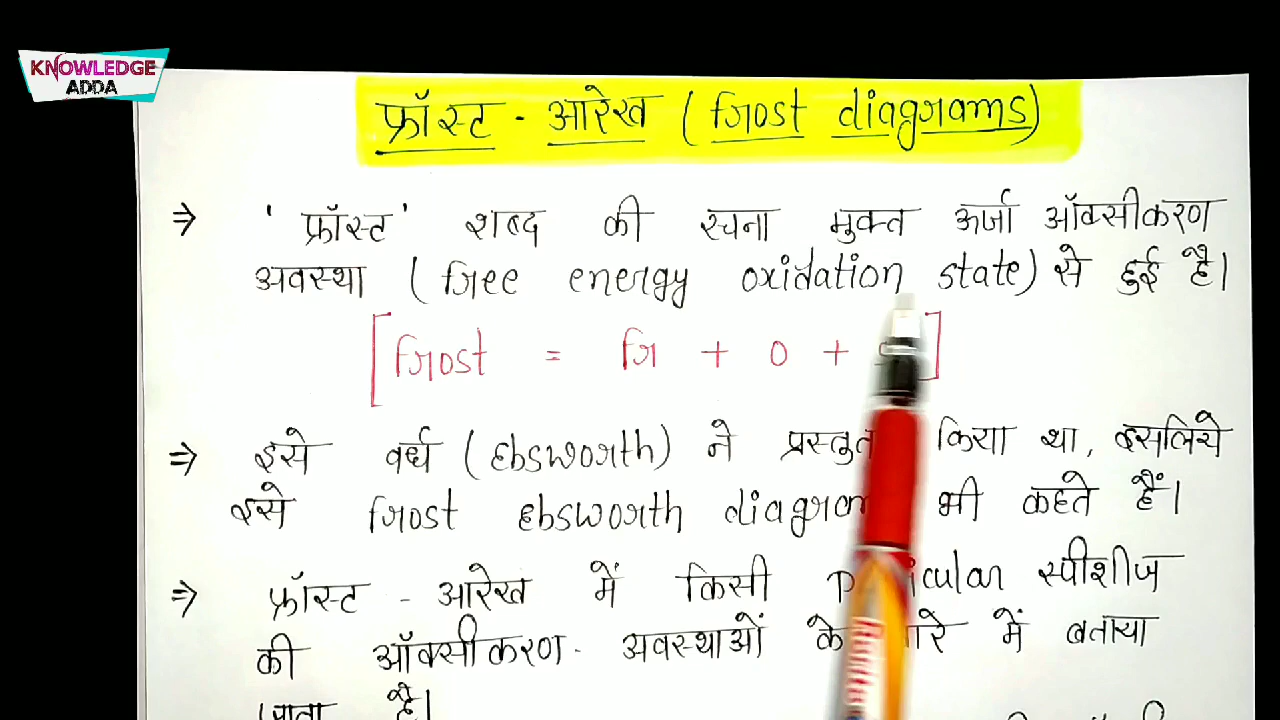 KNOWLEDGE
ADDA
फ्रॉस्ट - आरेख (frost diagrams)
⇒ 'फ्रॉस्ट' शब्द की रचना मुक्त ऊर्जा ऑक्सीकरण
अवस्था (free energy oxidation state) से हुई है।
[frost = fr + o +
⇒ इसे वर्ध (Ebsworth) ने प्रस्तुत किया था, इसलिये
इसे frost Ebsworth diagram भी कहते हैं।
⇒ फ्रॉस्ट - आरेख में किसी स्पीशीज
की ऑक्सीकरण - अवस्थाओं के में बताया
जाता है।